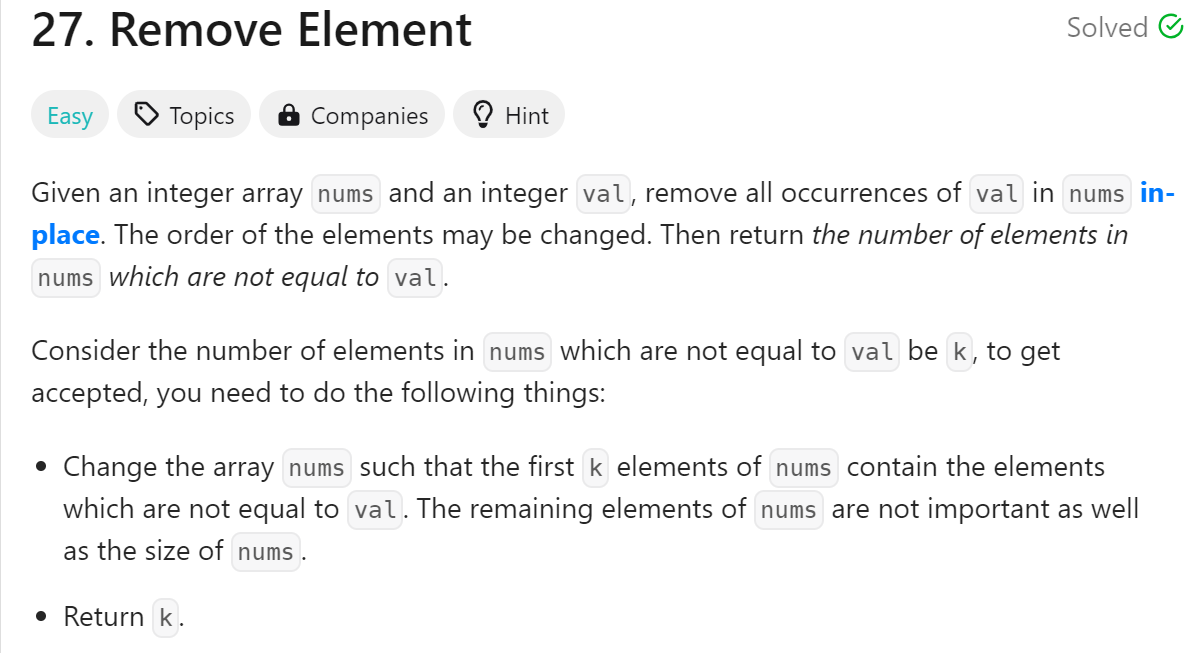 27. Remove Element
Solved
Easy Topics Companies Hint
Given an integer array nums and an integer val, remove all occurrences of val in nums in-
place. The order of the elements may be changed. Then return the number of elements in
nums which are not equal to val.
Consider the number of elements in nums which are not equal to val be k, to get
accepted, you need to do the following things:
• Change the array nums such that the first k elements of nums contain the elements
which are not equal to val. The remaining elements of nums are not important as well
as the size of nums.
• Return k.